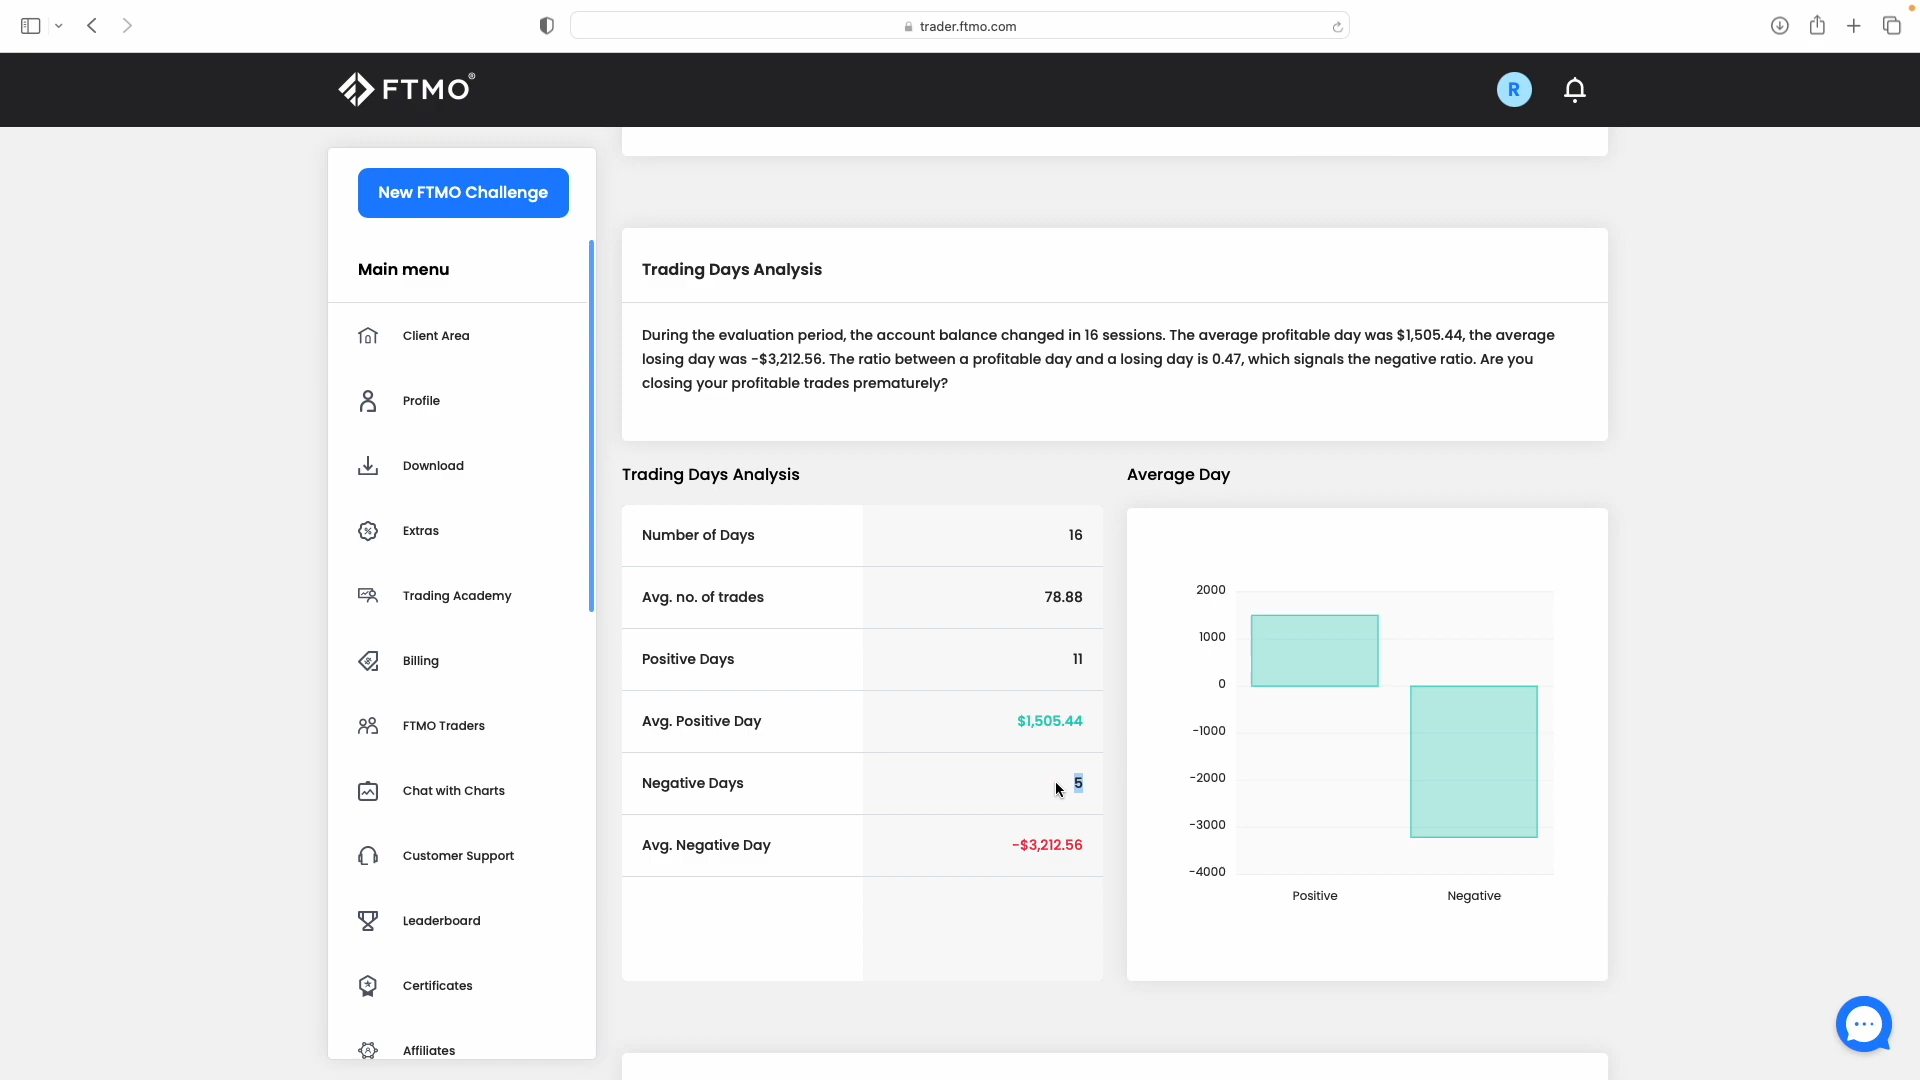 trader.ftmo.com
FTMO®
R
New FTMO Challenge
Main menu
Client Area
Profile
Download
Extras
Trading Academy
Billing
FTMO Traders
Chat with Charts
Customer Support
Leaderboard
Certificates
Affiliates
Trading Days Analysis
During the evaluation period, the account balance changed in 16 sessions. The average profitable day was $1,505.44, the average
losing day was -$3,212.56. The ratio between a profitable day and a losing day is 0.47, which signals the negative ratio. Are you
closing your profitable trades prematurely?
Trading Days Analysis
Number of Days 16
Avg. no. of trades 78.88
Positive Days 11
Avg. Positive Day $1,505.44
Negative Days 5
Avg. Negative Day -$3,212.56
Average Day
2000
1000
0
-1000
-2000
-3000
-4000
Positive Negative